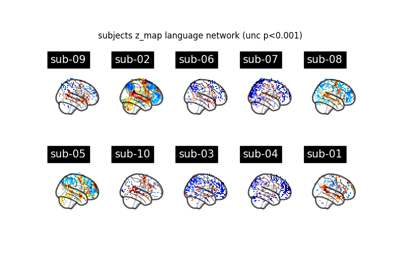 subjects z_map language network (unc p<0.001)
sub-09 sub-02 sub-06 sub-07 sub-08
sub-05 sub-10 sub-03 sub-04 sub-01